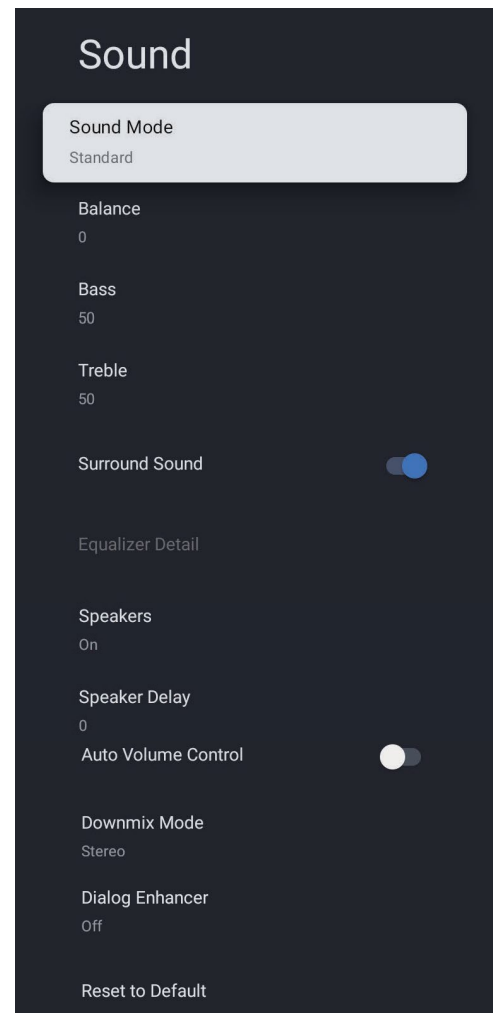 Sound
Sound Mode
Standard
Balance
0
Bass
50
Treble
50
Surround Sound
Equalizer Detail
Speakers
On
Speaker Delay
0
Auto Volume Control
Downmix Mode
Stereo
Dialog Enhancer
Off
Reset to Default